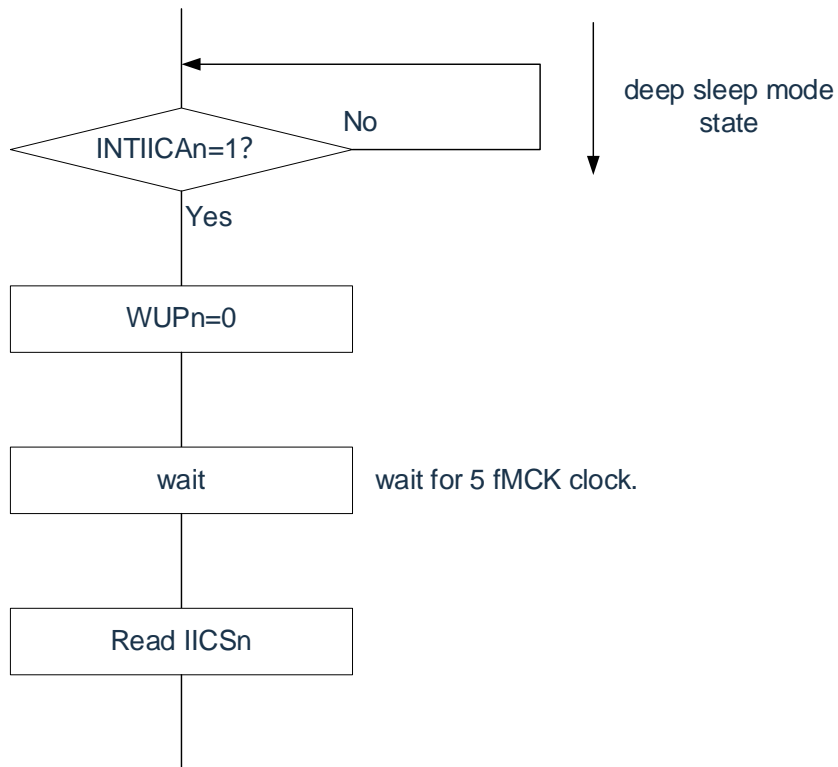 No
deep sleep mode
state
INTIICAn=1?
Yes
WUPn=0
wait
wait for 5 fMCK clock.
Read IICSn